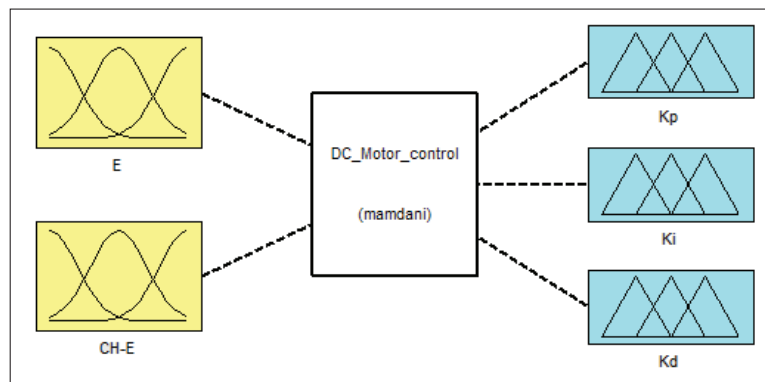 E
CH-E
DC_Motor_control
(mamdani)
Kp
Ki
Kd